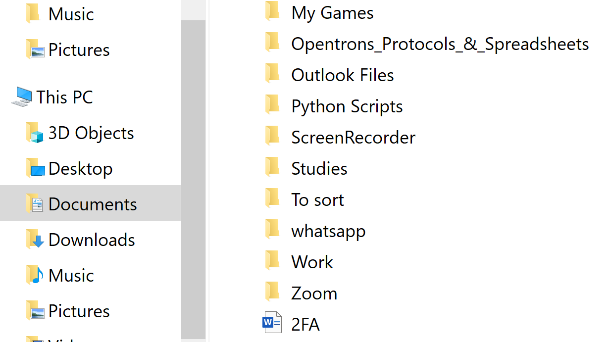 Music
Pictures
This PC
3D Objects
Desktop
Documents
Downloads
Music
Pictures
My Games
Opentrons_Protocols_&_Spreadsheets
Outlook Files
Python Scripts
ScreenRecorder
Studies
To sort
whatsapp
Work
Zoom
2FA